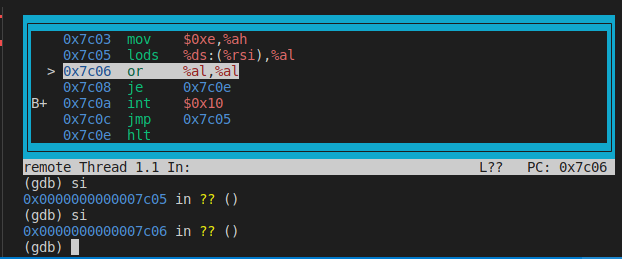 0x7c03 mov $0xe,%ah
0x7c05 lods %ds:(%rsi),%al
> 0x7c06 or %al,%al
0x7c08 je 0x7c0e
B+ 0x7c0a int $0x10
0x7c0c jmp 0x7c05
0x7c0e hlt
remote Thread 1.1 In: L?? PC: 0x7c06
(gdb) si
0x0000000000007c05 in ?? ()
(gdb) si
0x0000000000007c06 in ?? ()
(gdb)